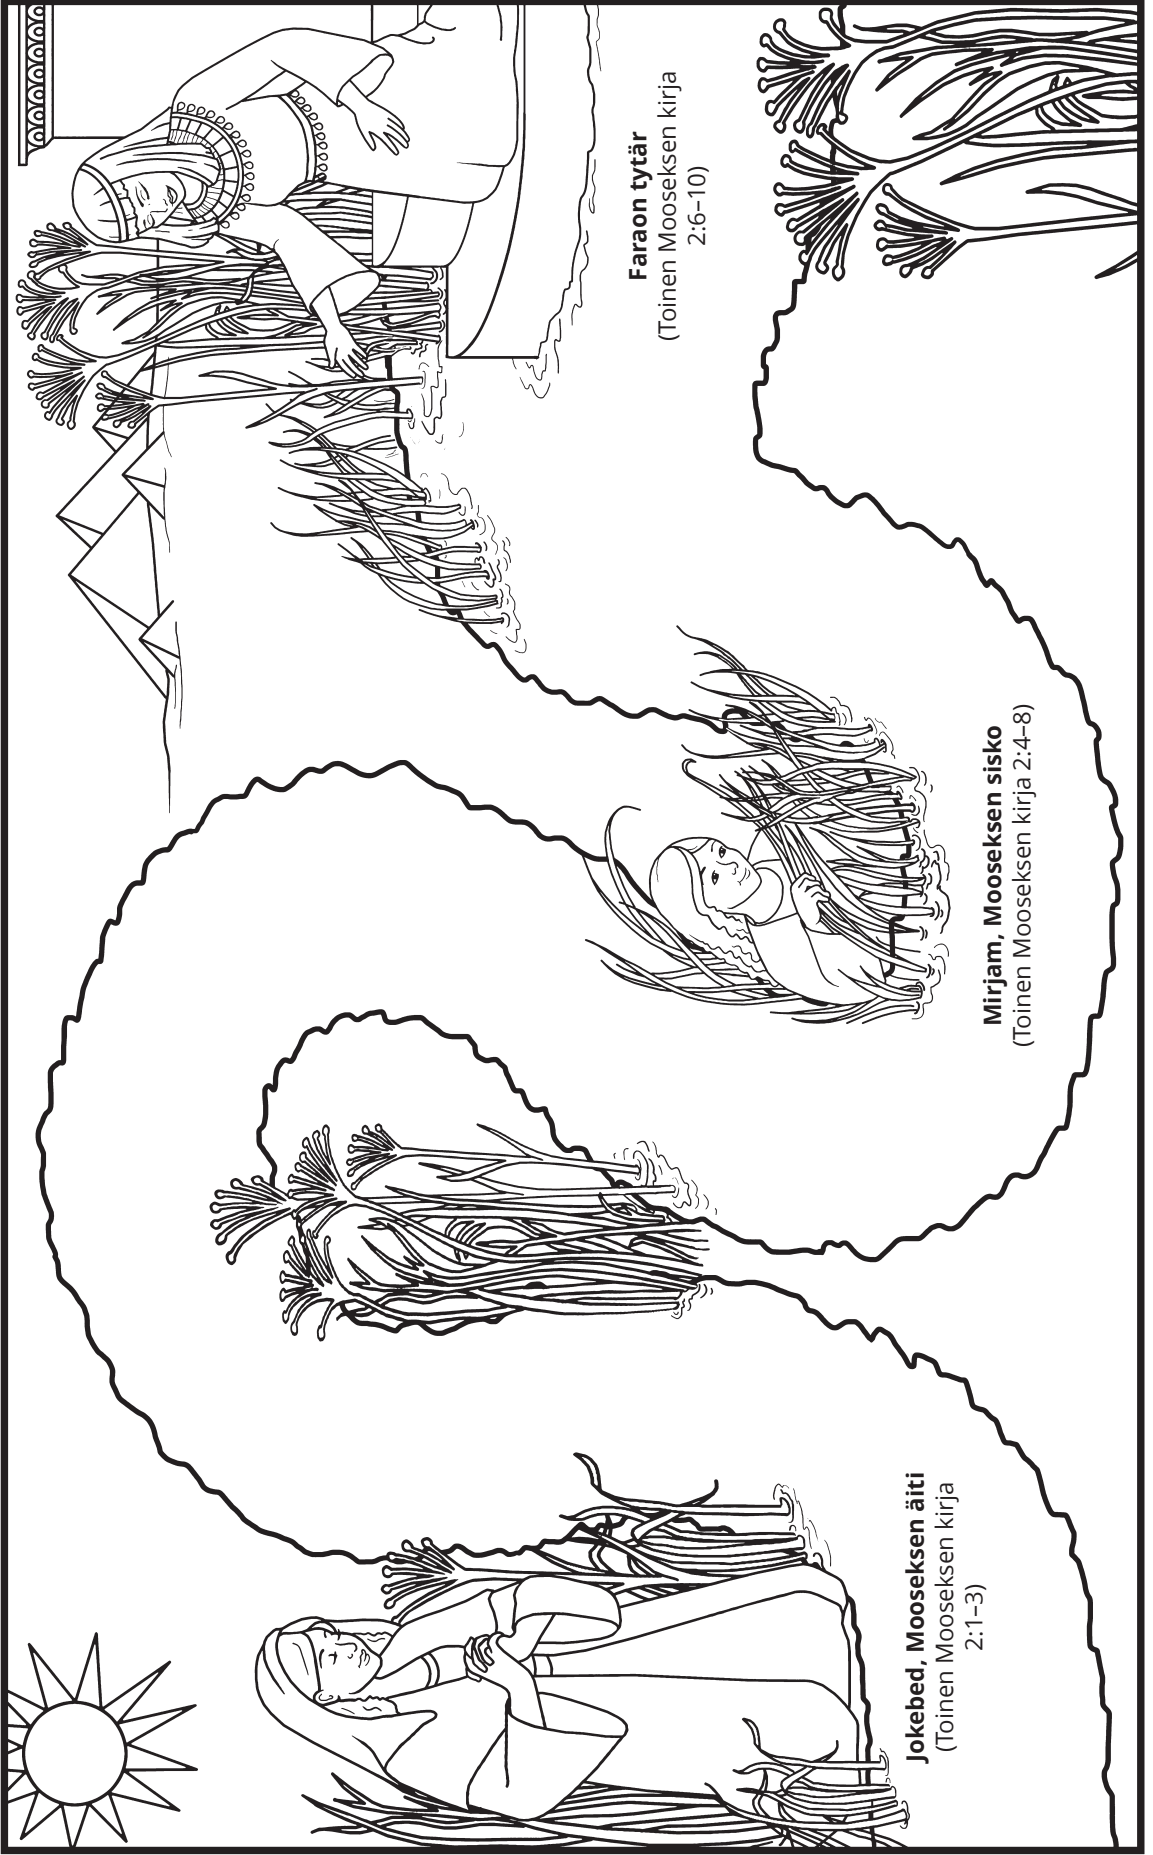 Jokebed, Mooseksen äiti
(Toinen Mooseksen kirja
2:1–3)
Mirjam, Mooseksen sisko
(Toinen Mooseksen kirja 2:4–8)
Faraon tytär
(Toinen Mooseksen kirja
2:6–10)